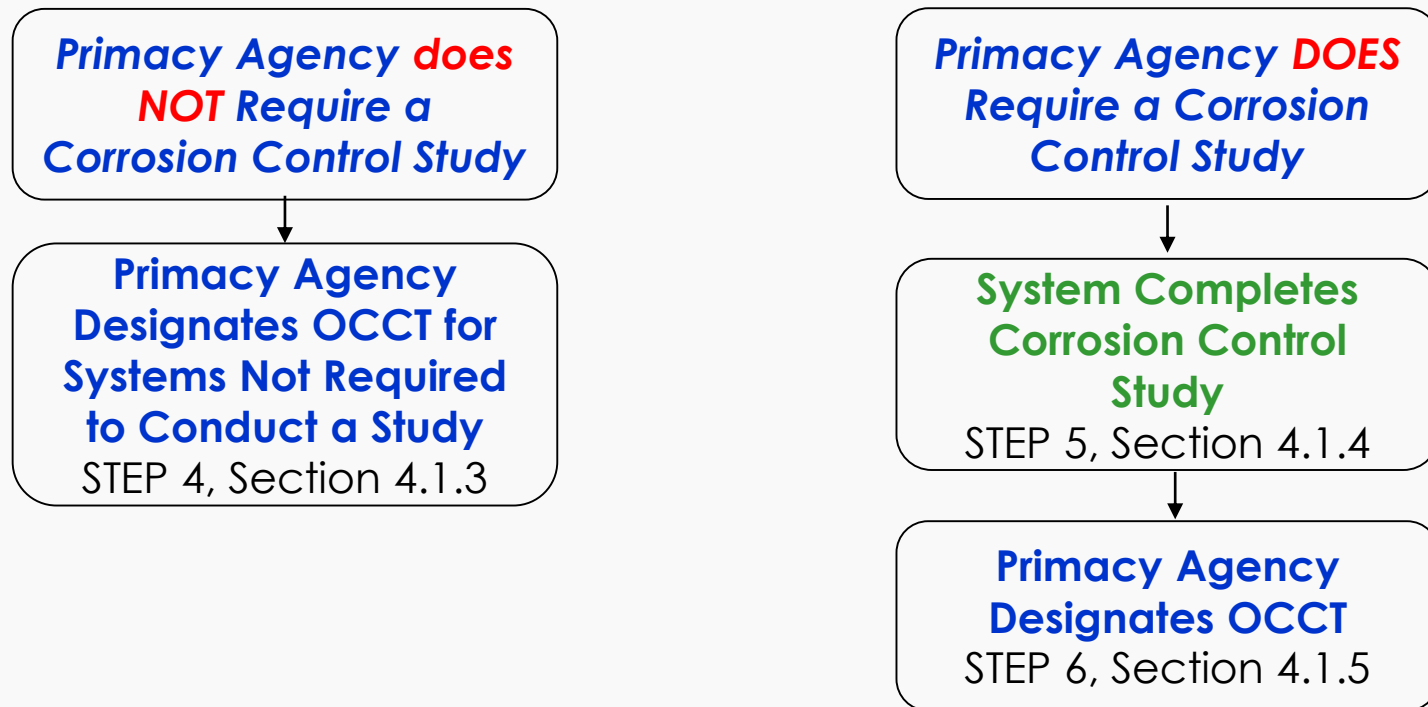 Primacy Agency does
NOT Require a
Corrosion Control Study
Primacy Agency
Designates OCCT for
Systems Not Required
to Conduct a Study
STEP 4, Section 4.1.3
Primacy Agency DOES
Require a Corrosion
Control Study
System Completes
Corrosion Control
Study
STEP 5, Section 4.1.4
Primacy Agency
Designates OCCT
STEP 6, Section 4.1.5